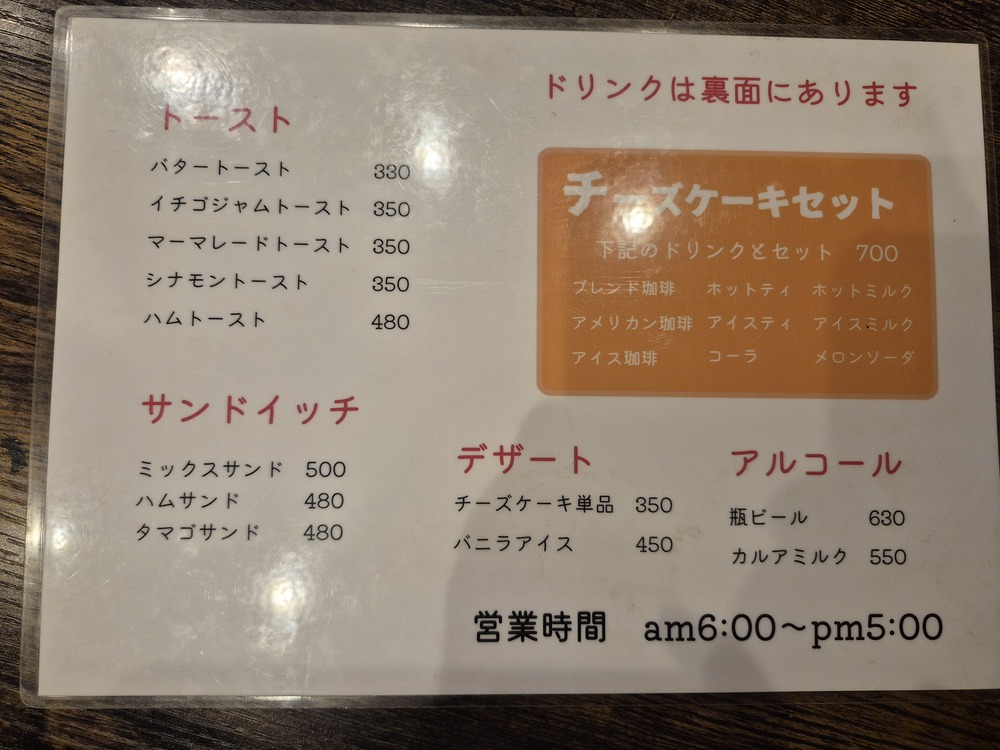 トースト
バタートースト 330
イチゴジャムトースト 350
マーマレードトースト 350
シナモントースト 350
ハムトースト 480
サンドイッチ
ミックスサンド 500
ハムサンド 480
タマゴサンド 480
ドリンクは裏面にあります
チーズケーキセット
下記のドリンクとセット 700
ブレンド珈琲 ホットティ ホットミルク
アメリカン珈琲 アイスティ アイスミルク
アイス珈琲 コーラ メロンソーダ
デザート
チーズケーキ単品 350
バニラアイス 450
アルコール
瓶ビール 630
カルアミルク 550
営業時間 am6:00～pm5:00